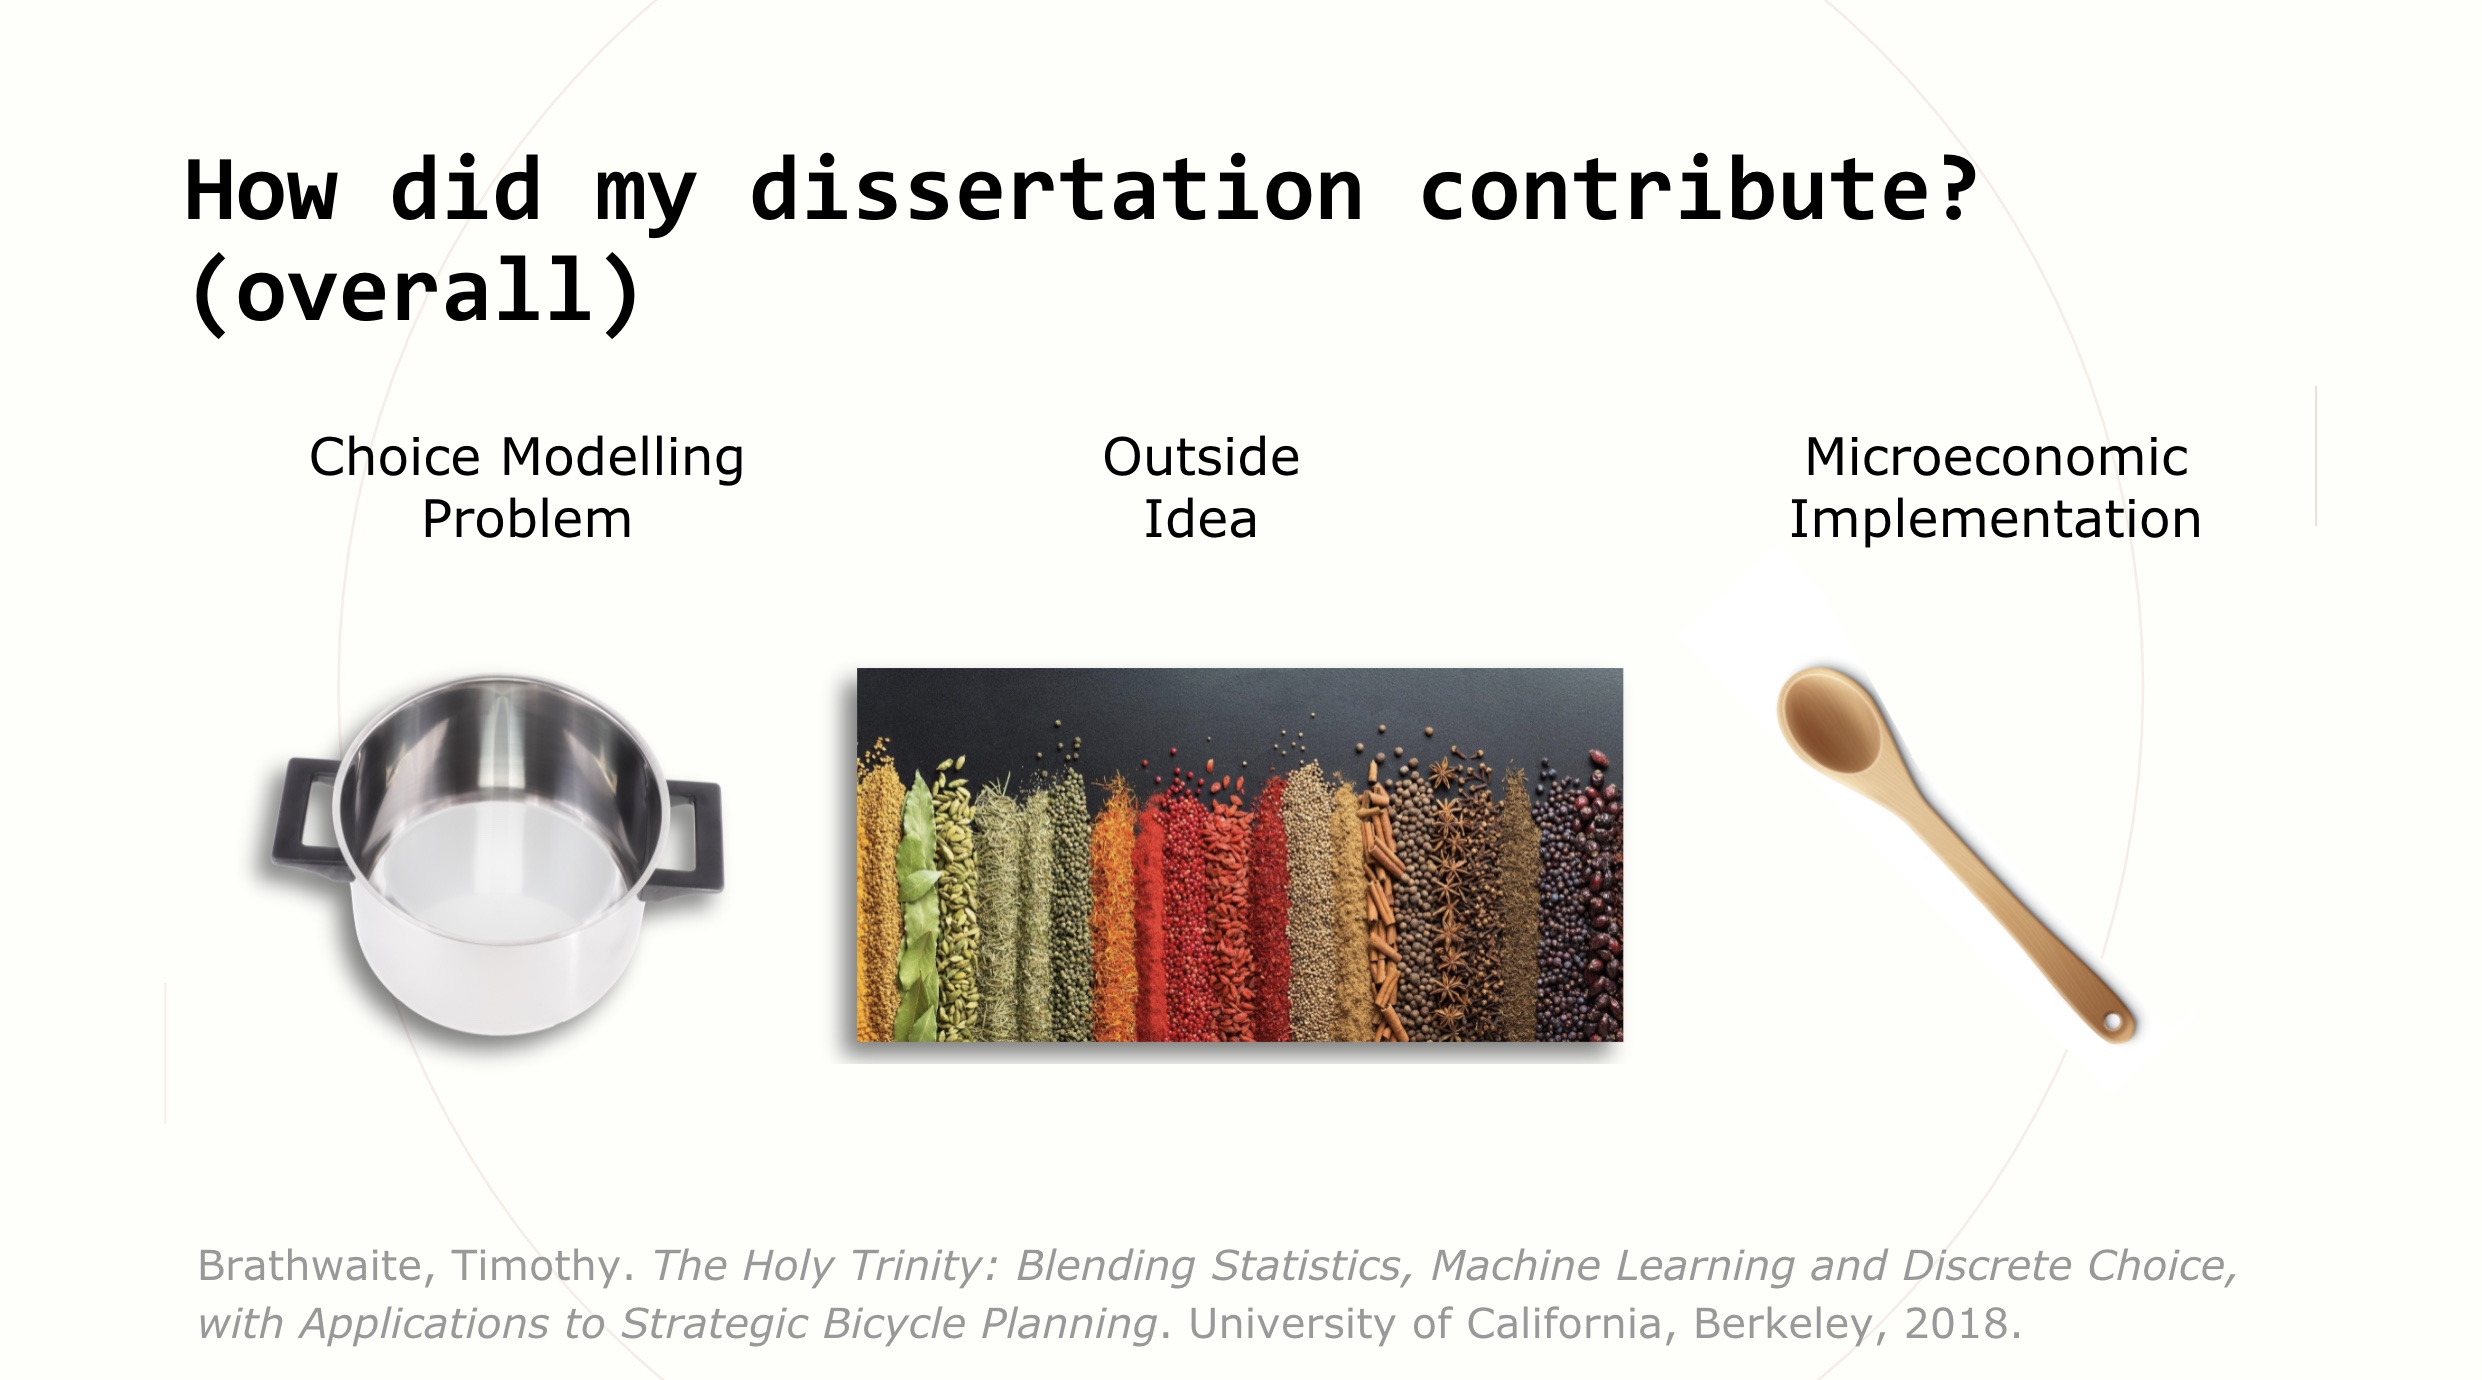 How did my dissertation contribute?
(overall)
Choice Modelling
Problem
Outside
Idea
Microeconomic
Implementation
Brathwaite, Timothy. The Holy Trinity: Blending Statistics, Machine Learning and Discrete Choice,
with Applications to Strategic Bicycle Planning. University of California, Berkeley, 2018.